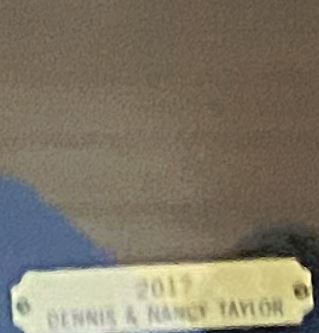 2017
DENNIS & NANCY TAYLOR